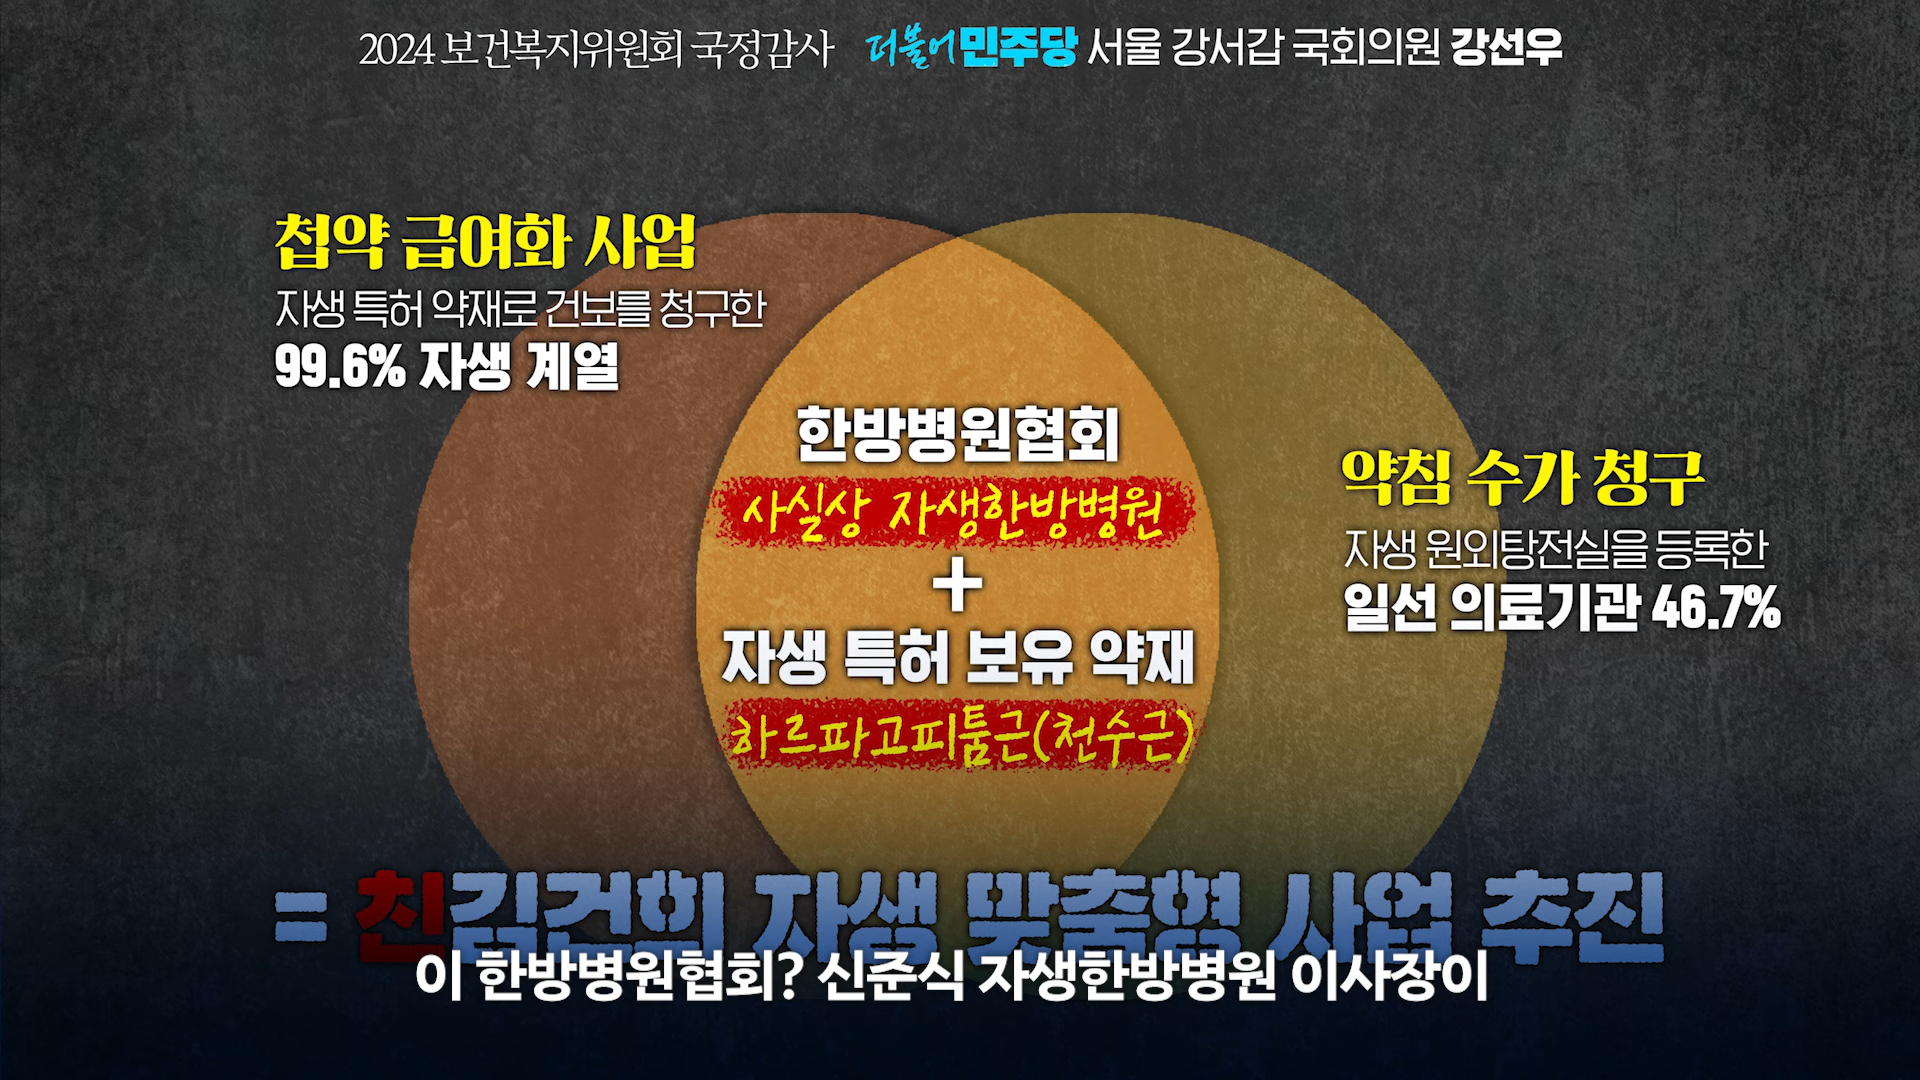 2024 보건복지위원회 국정감사 더불어민주당 서울 강서갑 국회의원 강선우
첩약 급여화 사업
자생 특허 약재로 건보를 청구한
99.6% 자생 계열
한방병원협회
사실상 자생한방병원
+
자생 특허 보유 약재
하르파고피툼근(천수근)
약침 수가 청구
자생 원외탕전실을 등록한
일선 의료기관 46.7%
= 친김건희 자생 맞춤형 사업 추진
이 한방병원협회? 신준식 자생한방병원 이사장이